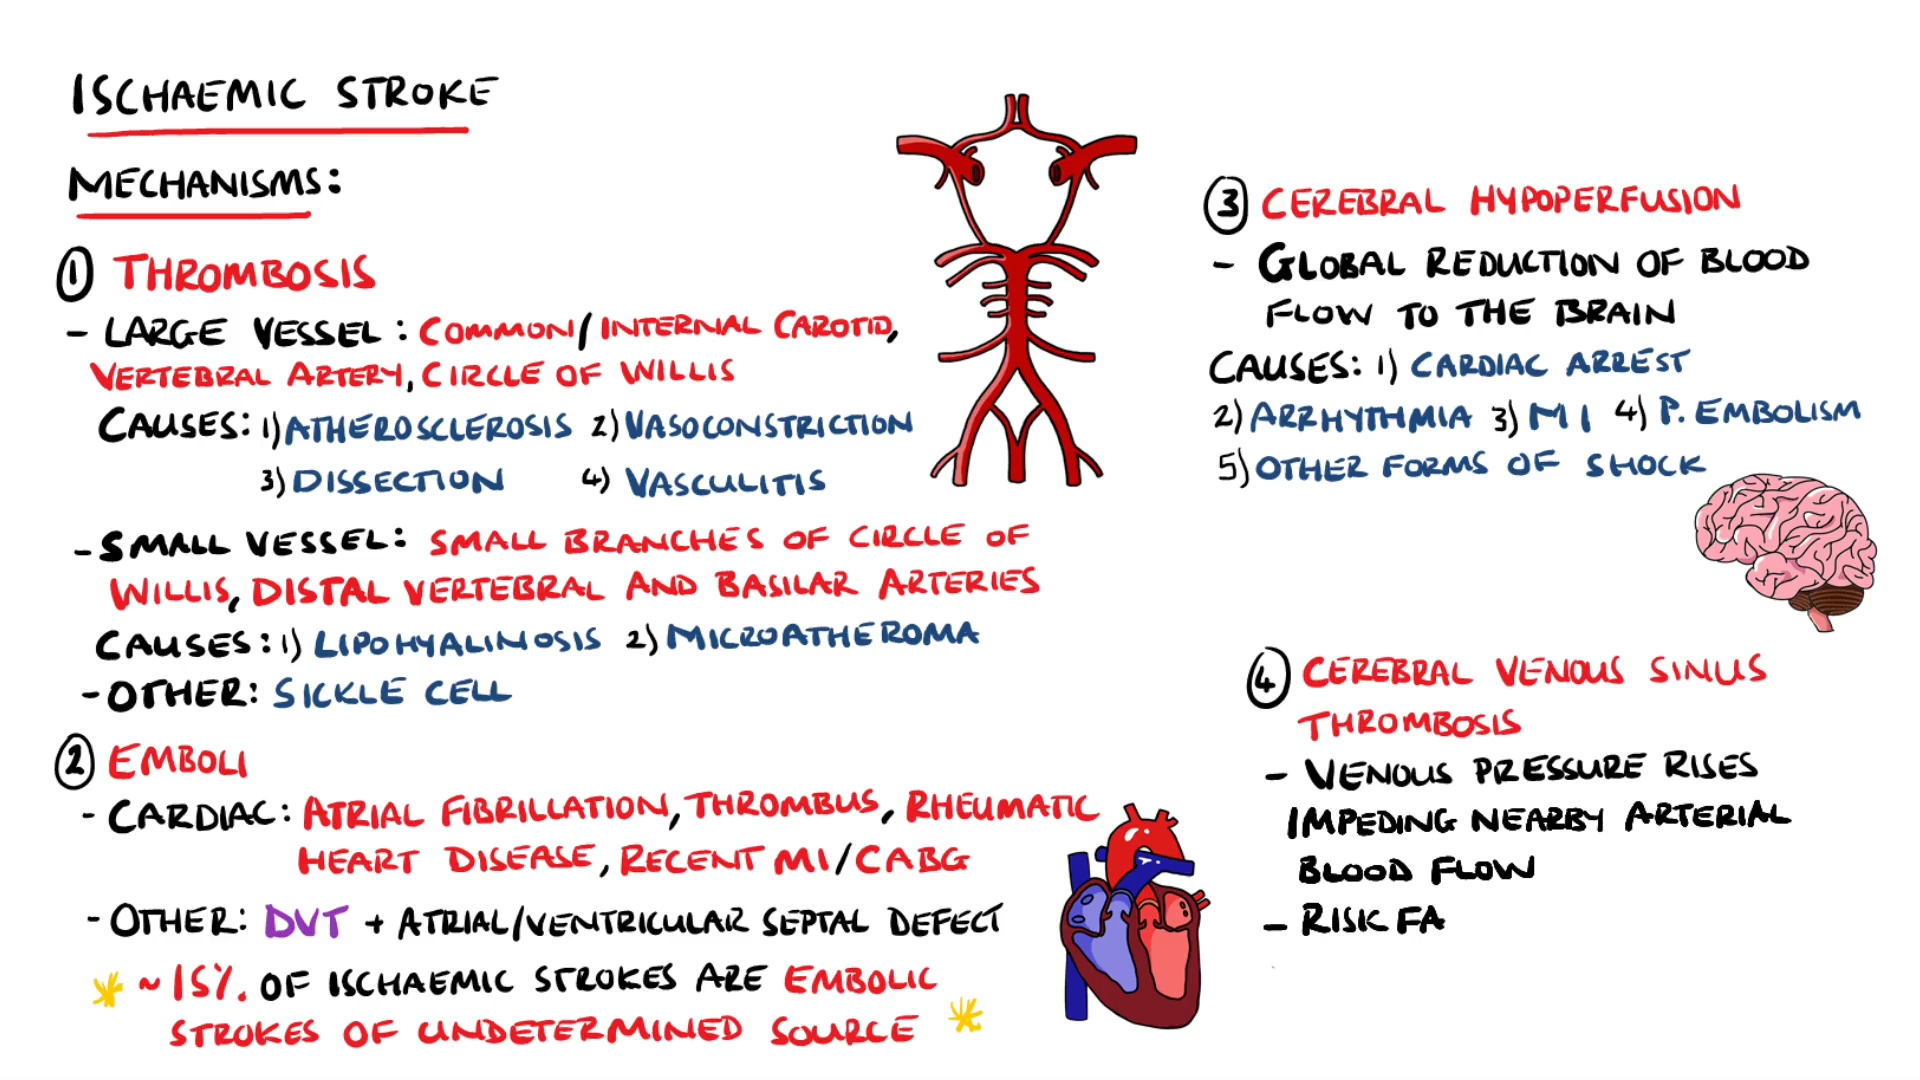 ISCHAEMIC STROKE
MECHANISMS:
① THROMBOSIS
- LARGE VESSEL: COMMON/INTERNAL CAROTID,
VERTEBRAL ARTERY, CIRCLE OF WILLIS
CAUSES: 1) ATHEROSCLEROSIS 2) VASOCONSTRICTION
3) DISSECTION 4) VASCULITIS
- SMALL VESSEL: SMALL BRANCHES OF CIRCLE OF
WILLIS, DISTAL VERTEBRAL AND BASILAR ARTERIES
CAUSES: 1) LIPOHYALINOSIS 2) MICROATHEROMA
- OTHER: SICKLE CELL
② EMBOLI
- CARDIAC: ATRIAL FIBRILLATION, THROMBUS, RHEUMATIC
HEART DISEASE, RECENT MI/CABG
- OTHER: DVT + ATRIAL/VENTRICULAR SEPTAL DEFECT
~15% OF ISCHAEMIC STROKES ARE EMBOLIC
STROKES OF UNDETERMINED SOURCE
③ CEREBRAL HYPOPERFUSION
- GLOBAL REDUCTION OF BLOOD
FLOW TO THE BRAIN
CAUSES: 1) CARDIAC ARREST
2) ARRHYTHMIA 3) MI 4) P. EMBOLISM
5) OTHER FORMS OF SHOCK
④ CEREBRAL VENOUS SINUS
THROMBOSIS
- VENOUS PRESSURE RISES
IMPEDING NEARBY ARTERIAL
BLOOD FLOW
- RISK FA